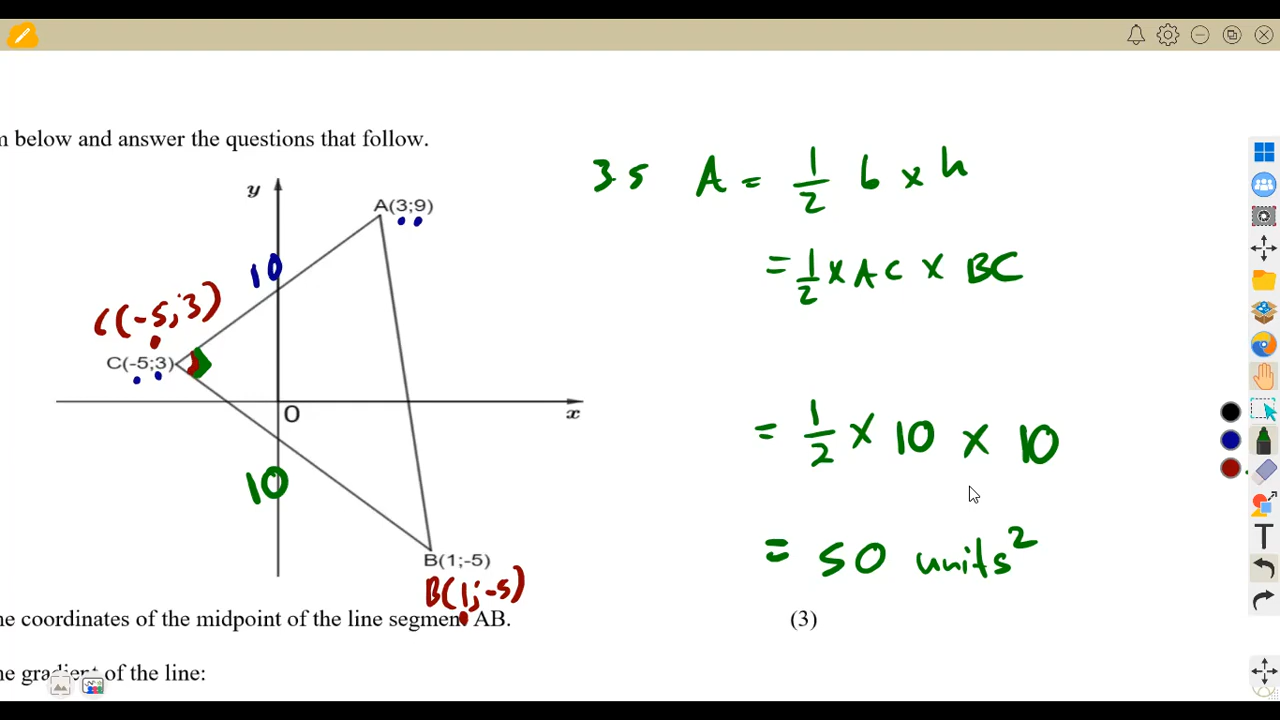 n below and answer the questions that follow.
y
A(3;9)
10
C(-5;3)
C(-5;3)
O
x
10
B(1;-5)
B(1;-5)
he coordinates of the midpoint of the line segment AB. (3)
he gradient of the line:
3.5 A = 1/2 b × h
= 1/2 × AC × BC
= 1/2 × 10 × 10
= 50 units²
T